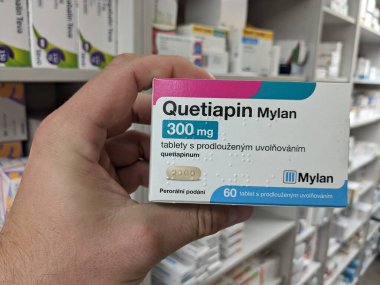 Quetiapin Mylan
300 mg
tablety s prodlouženým uvolňováním
quetiapinum
Mylan
Perorální podání
60 tablet s prodlouženým uvolňováním